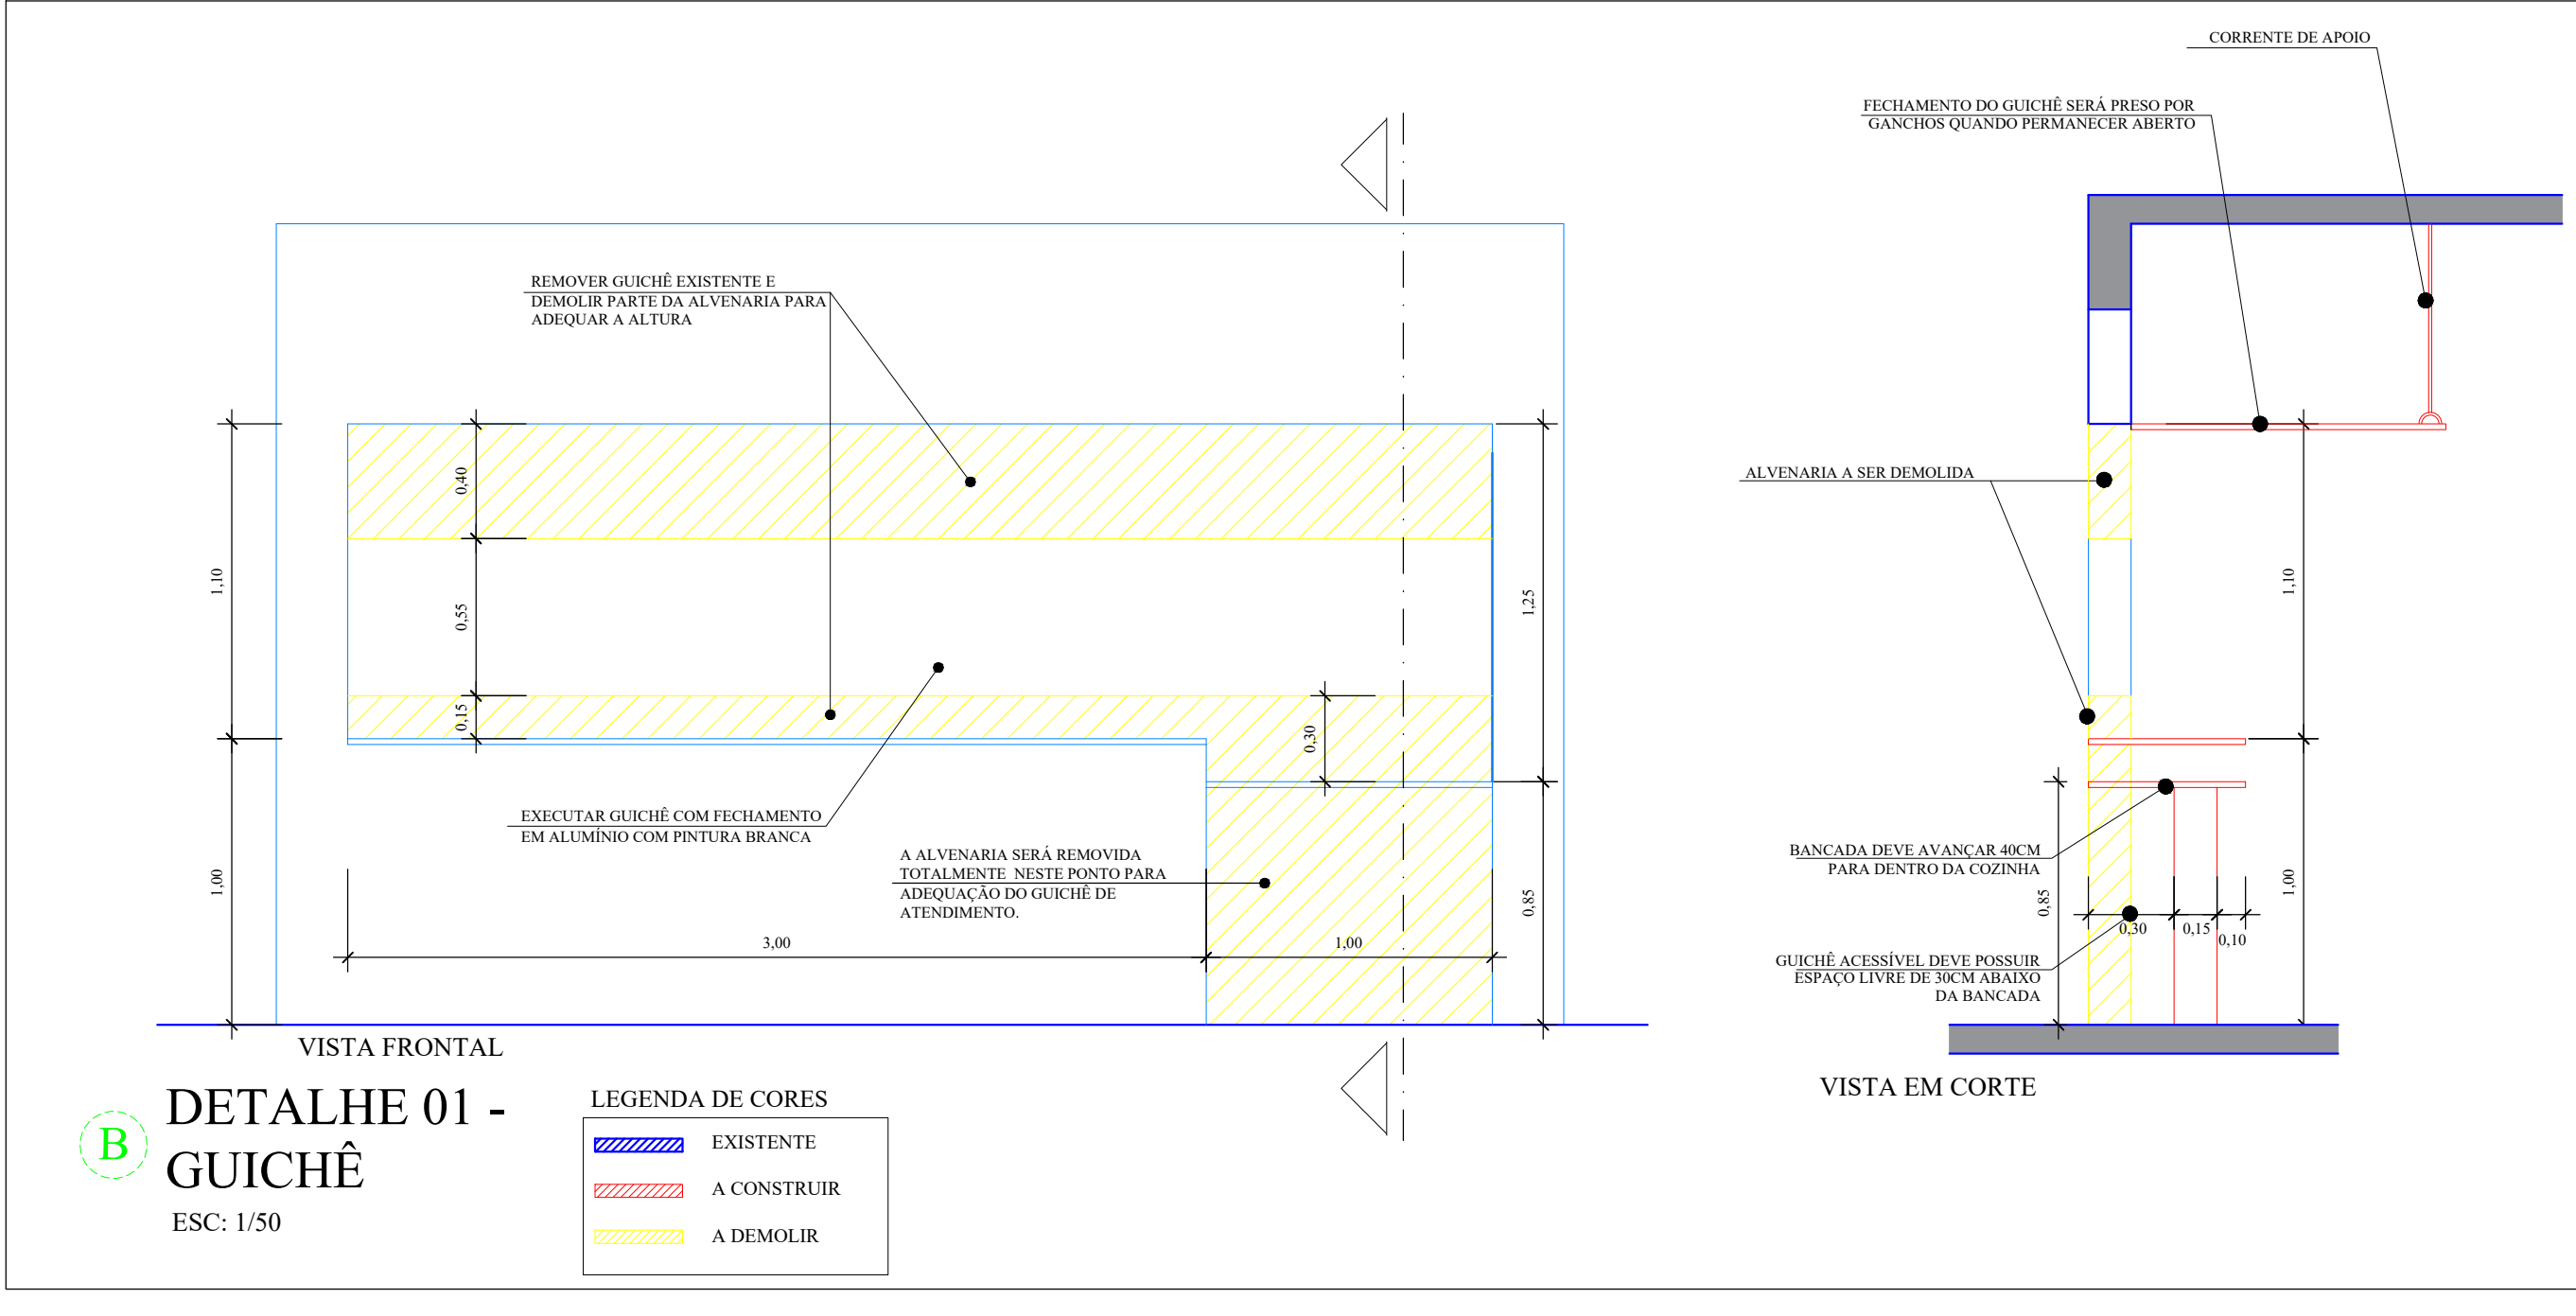 CORRENTE DE APOIO
FECHAMENTO DO GUICHÊ SERÁ PRESO POR
GANCHOS QUANDO PERMANECER ABERTO
REMOVER GUICHÊ EXISTENTE E
DEMOLIR PARTE DA ALVENARIA PARA
ADEQUAR A ALTURA
ALVENARIA A SER DEMOLIDA
0,40
1,10
0,55
1,25
1,10
0,15
0,30
EXECUTAR GUICHÊ COM FECHAMENTO
EM ALUMÍNIO COM PINTURA BRANCA
A ALVENARIA SERÁ REMOVIDA
TOTALMENTE NESTE PONTO PARA
ADEQUAÇÃO DO GUICHÊ DE
ATENDIMENTO.
BANCADA DEVE AVANÇAR 40CM
PARA DENTRO DA COZINHA
1,00
0,85
0,85
1,00
0,30
0,15
0,10
3,00
1,00
GUICHÊ ACESSÍVEL DEVE POSSUIR
ESPAÇO LIVRE DE 30CM ABAIXO
DA BANCADA
VISTA FRONTAL
VISTA EM CORTE
B
DETALHE 01 -
GUICHÊ
ESC: 1/50
LEGENDA DE CORES
EXISTENTE
A CONSTRUIR
A DEMOLIR